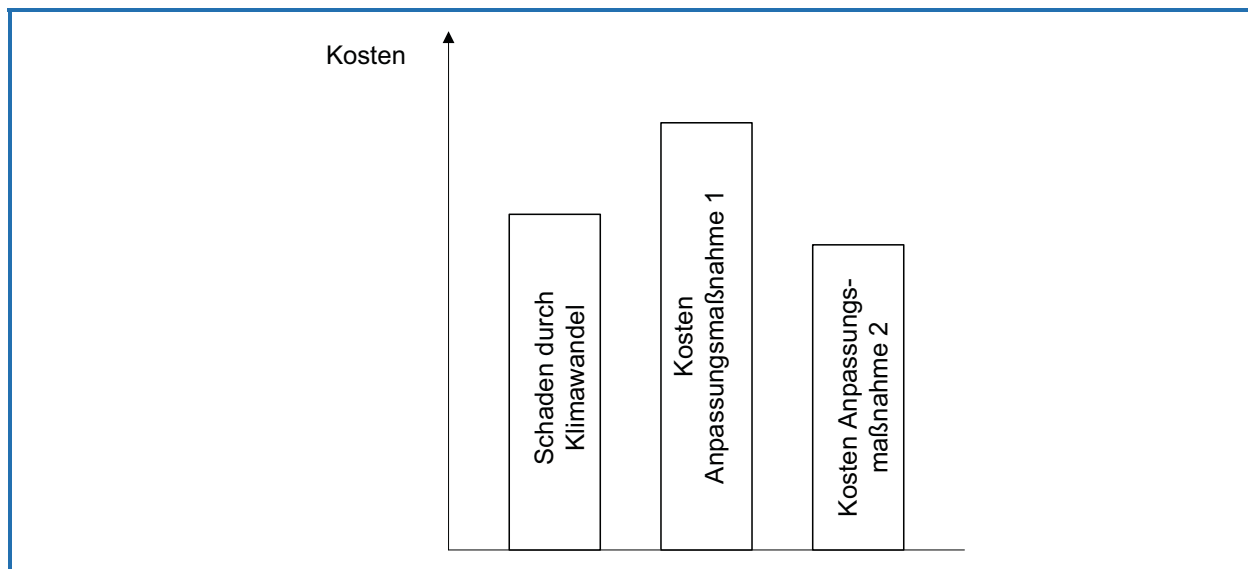 Kosten
Schaden durch
Klimawandel
Kosten
Anpassungsmaßnahme 1
Kosten Anpassungs-
maßnahme 2